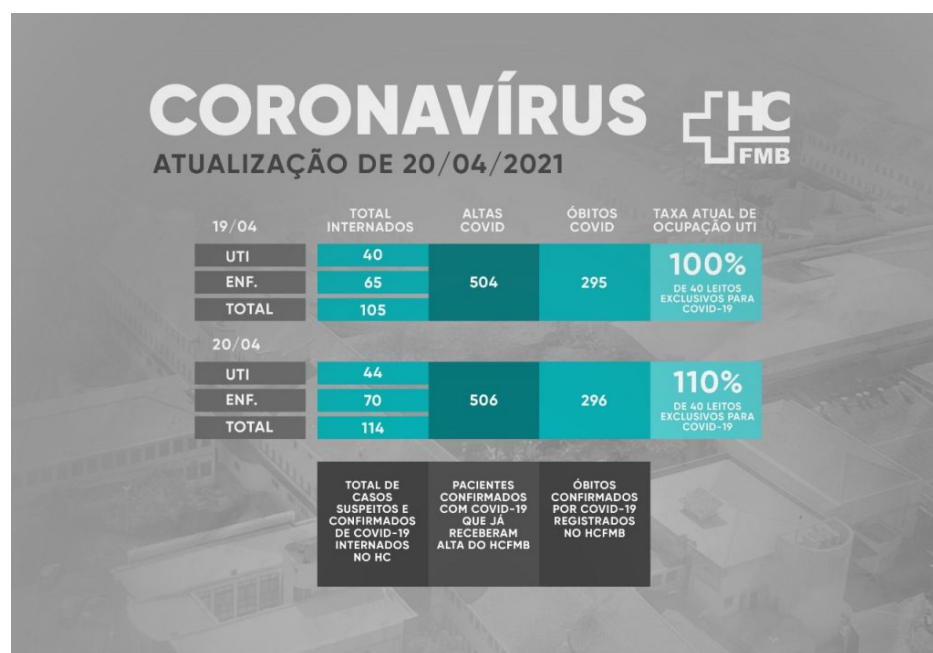 CORONAVÍRUS
HC
FMB
ATUALIZAÇÃO DE 20/04/2021
19/04
TOTAL
INTERNADOS
ALTAS
COVID
ÓBITOS
COVID
TAXA ATUAL DE
OCUPAÇÃO UTI
UTI
40
ENF.
65
TOTAL
105
504
295
100%
DE 40 LEITOS
EXCLUSIVOS PARA
COVID-19
20/04
UTI
44
ENF.
70
TOTAL
114
506
296
110%
DE 40 LEITOS
EXCLUSIVOS PARA
COVID-19
TOTAL DE
CASOS
SUSPEITOS E
CONFIRMADOS
DE COVID-19
INTERNADOS
NO HC
PACIENTES
CONFIRMADOS
COM COVID-19
QUE JÁ
RECEBERAM
ALTA DO HCFMB
ÓBITOS
CONFIRMADOS
POR COVID-19
REGISTRADOS
NO HCFMB